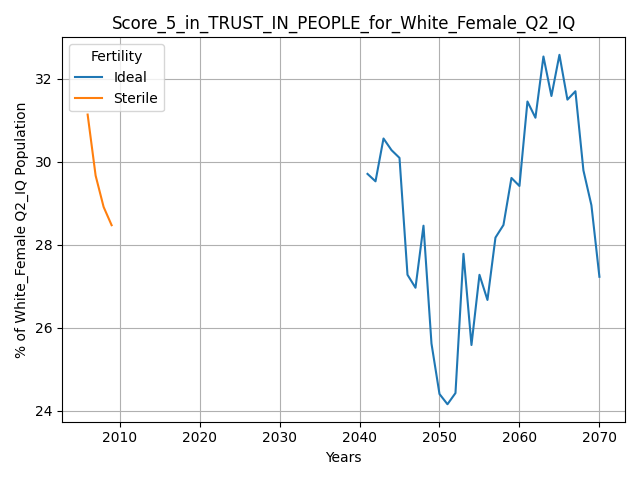 Score_5_in_TRUST_IN_PEOPLE_for_White_Female_Q2_IQ
Fertility
Ideal
Sterile
% of White_Female Q2_IQ Population
32
30
28
26
24
2010
2020
2030
2040
2050
2060
2070
Years